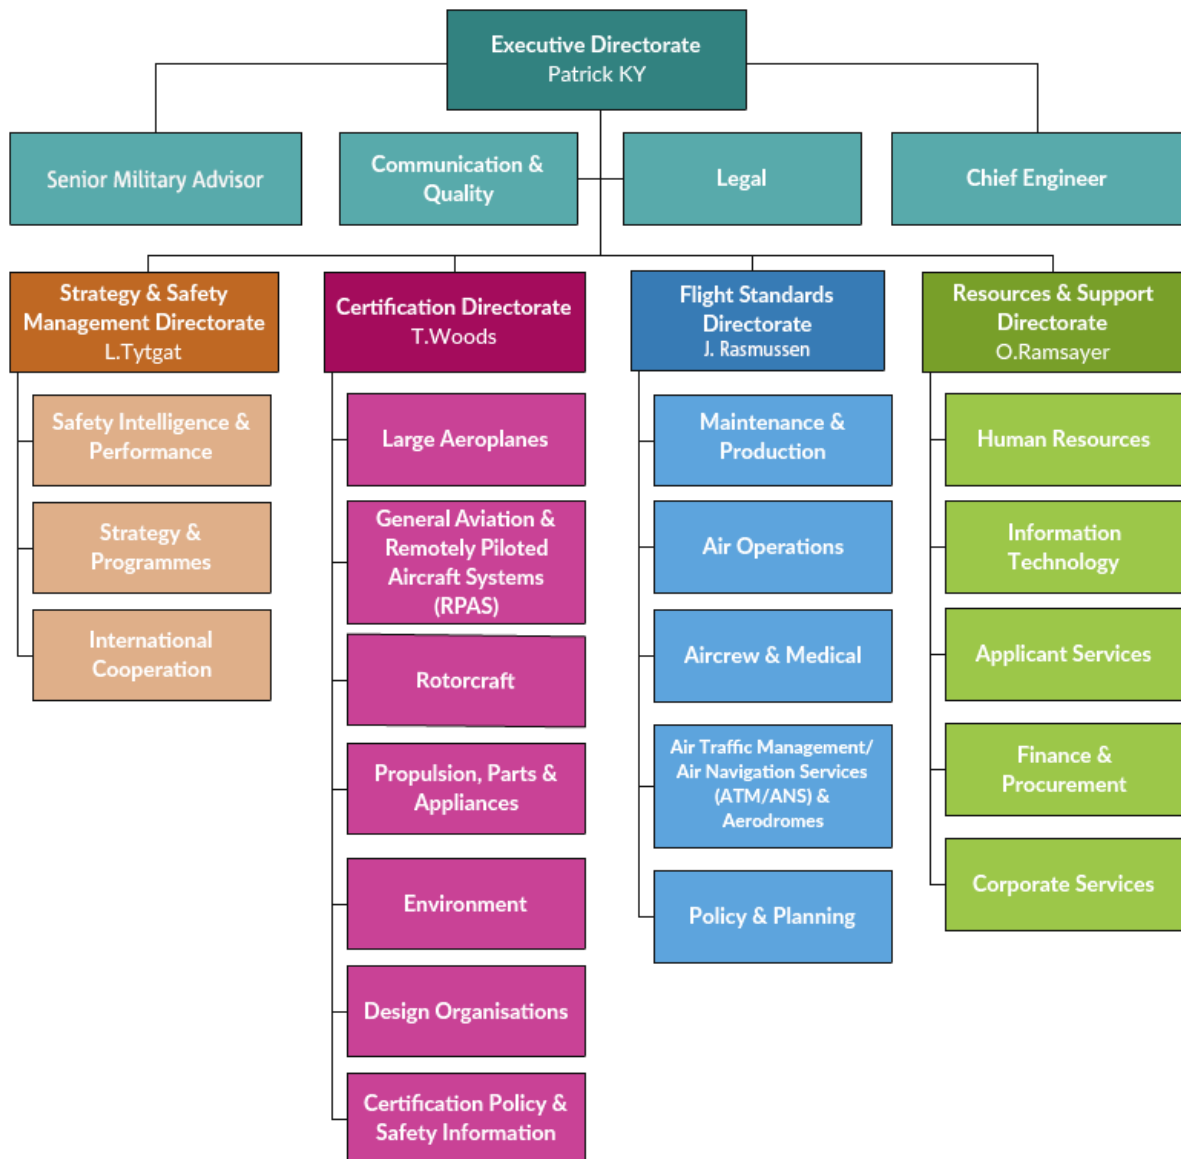 Executive Directorate
Patrick KY
Senior Military Advisor
Communication &
Quality
Legal
Chief Engineer
Strategy & Safety
Management Directorate
L.Tytgat
Certification Directorate
T.Woods
Flight Standards
Directorate
J. Rasmussen
Resources & Support
Directorate
O.Ramsayer
Safety Intelligence &
Performance
Strategy &
Programmes
International
Cooperation
Large Aeroplanes
General Aviation &
Remotely Piloted
Aircraft Systems
(RPAS)
Rotorcraft
Propulsion, Parts &
Appliances
Environment
Design Organisations
Certification Policy &
Safety Information
Maintenance &
Production
Air Operations
Aircrew & Medical
Air Traffic Management/
Air Navigation Services
(ATM/ANS) &
Aerodromes
Policy & Planning
Human Resources
Information
Technology
Applicant Services
Finance &
Procurement
Corporate Services